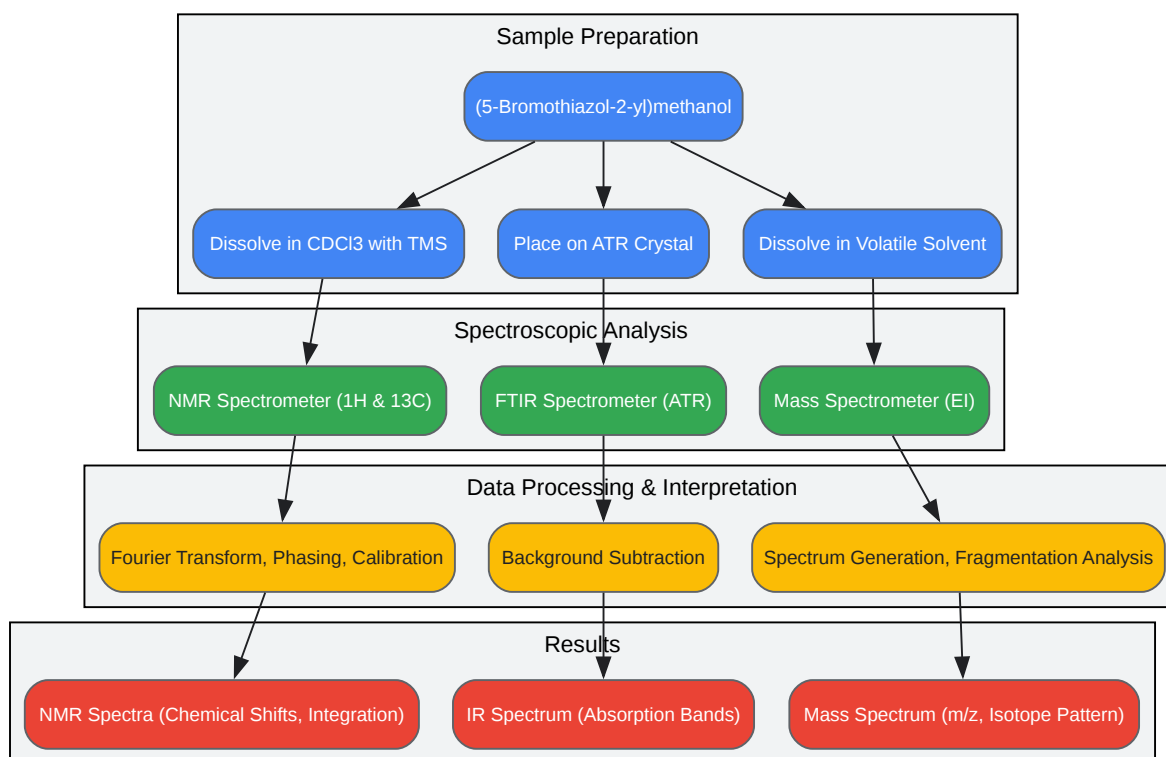 Sample Preparation
(5-Bromothiazol-2-yl)methanol
Dissolve in CDCl3 with TMS
Place on ATR Crystal
Dissolve in Volatile Solvent
Spectroscopic Analysis
NMR Spectrometer (1H & 13C)
FTIR Spectrometer (ATR)
Mass Spectrometer (EI)
Data Processing & Interpretation
Fourier Transform, Phasing, Calibration
Background Subtraction
Spectrum Generation, Fragmentation Analysis
Results
NMR Spectra (Chemical Shifts, Integration)
IR Spectrum (Absorption Bands)
Mass Spectrum (m/z, Isotope Pattern)